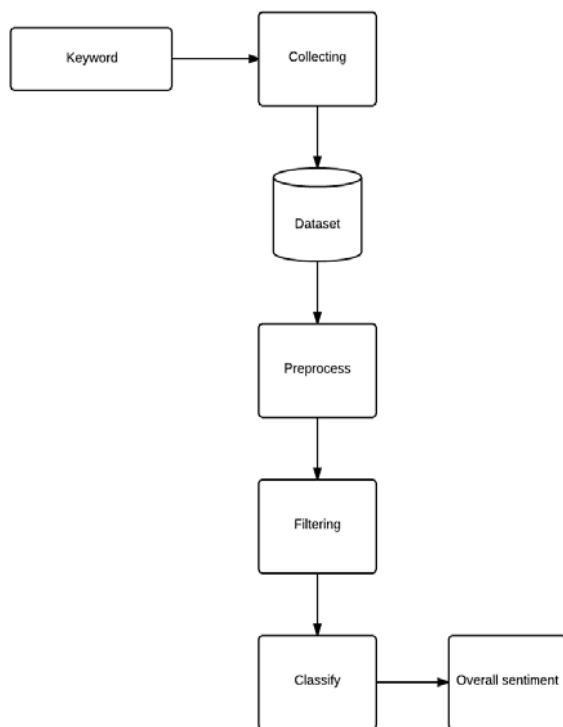 Keyword
Collecting
Dataset
Preprocess
Filtering
Classify
Overall sentiment